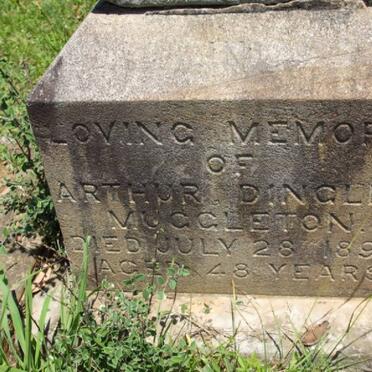 LOVING MEMOR
OF
ARTHUR DINGL
MUGGLETON.
DIED JULY 28 189
AGED 48 YEARS